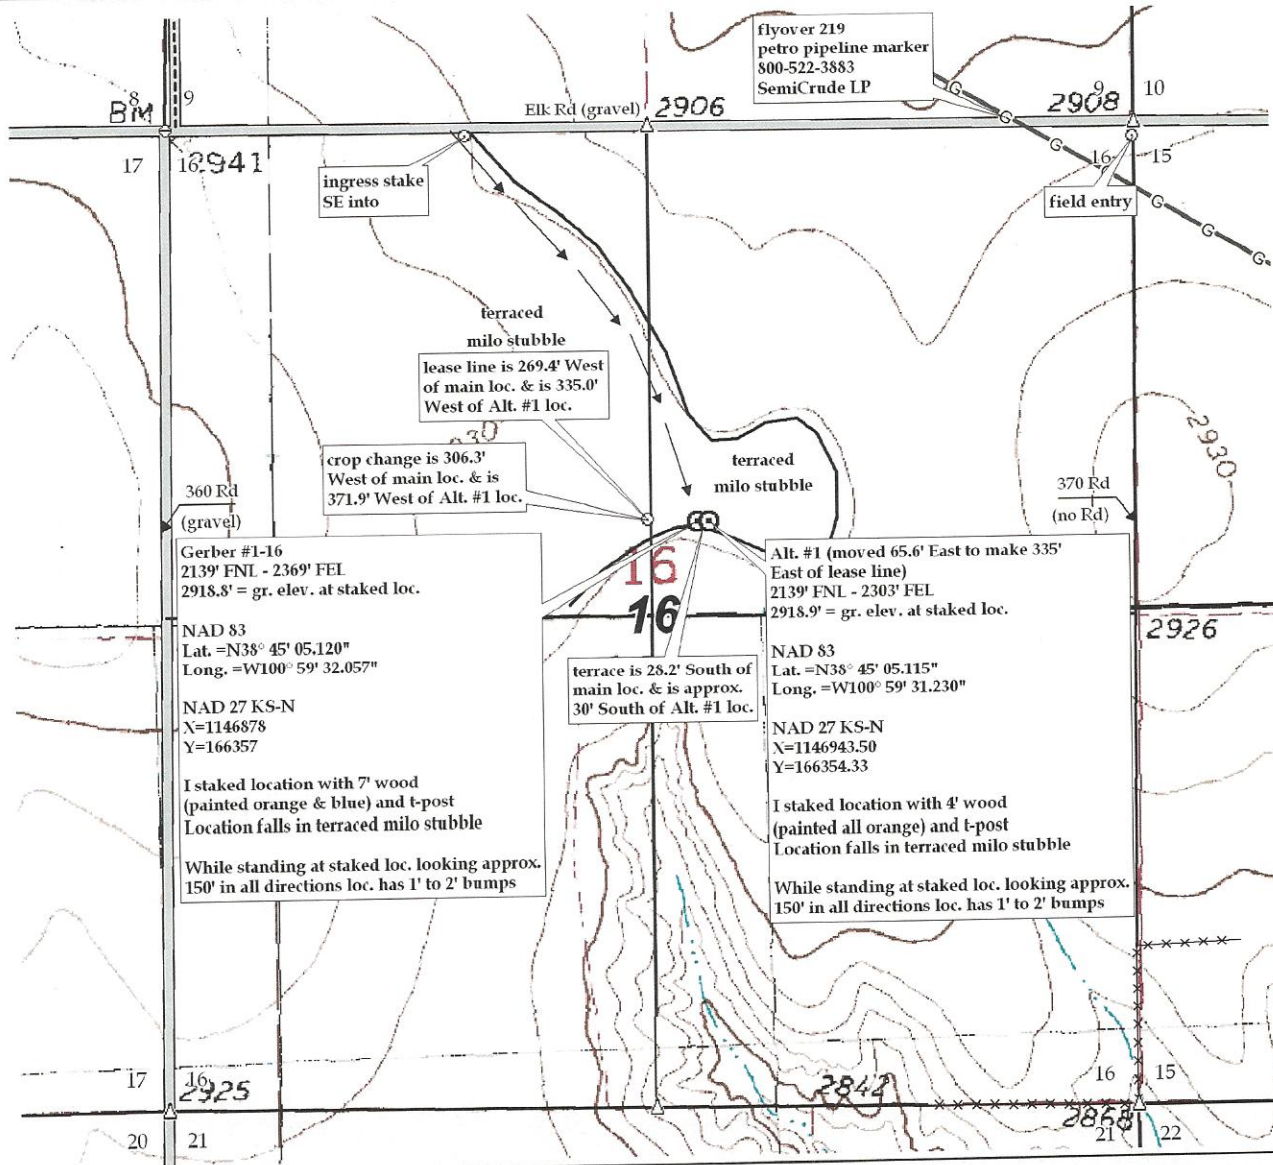 flyover 219
petro pipeline marker
800-522-3883
SemiCrude LP
8
9
BM
Elk Rd (gravel)
2906
9
2908
10
17
16
2941
16
15
ingress stake
SE into
field entry
terraced
milo stubble
lease line is 269.4' West
of main loc. & is 335.0'
West of Alt. #1 loc.
crop change is 306.3'
West of main loc. & is
371.9' West of Alt. #1 loc.
terraced
milo stubble
2930
360 Rd
(gravel)
370 Rd
(no Rd)
Gerber #1-16
2139' FNL - 2369' FEL
2918.8' = gr. elev. at staked loc.
NAD 83
Lat. =N38° 45' 05.120"
Long. =W100° 59' 32.057"
NAD 27 KS-N
X=1146878
Y=166357
I staked location with 7' wood
(painted orange & blue) and t-post
Location falls in terraced milo stubble
While standing at staked loc. looking approx.
150' in all directions loc. has 1' to 2' bumps
16
16
Alt. #1 (moved 65.6' East to make 335'
East of lease line)
2139' FNL - 2303' FEL
2918.9' = gr. elev. at staked loc.
NAD 83
Lat. =N38° 45' 05.115"
Long. =W100° 59' 31.230"
NAD 27 KS-N
X=1146943.50
Y=166354.33
I staked location with 4' wood
(painted all orange) and t-post
Location falls in terraced milo stubble
While standing at staked loc. looking approx.
150' in all directions loc. has 1' to 2' bumps
2926
terrace is 28.2' South of
main loc. & is approx.
30' South of Alt. #1 loc.
17
16
2925
2842
16
15
2868
20
21
21
22